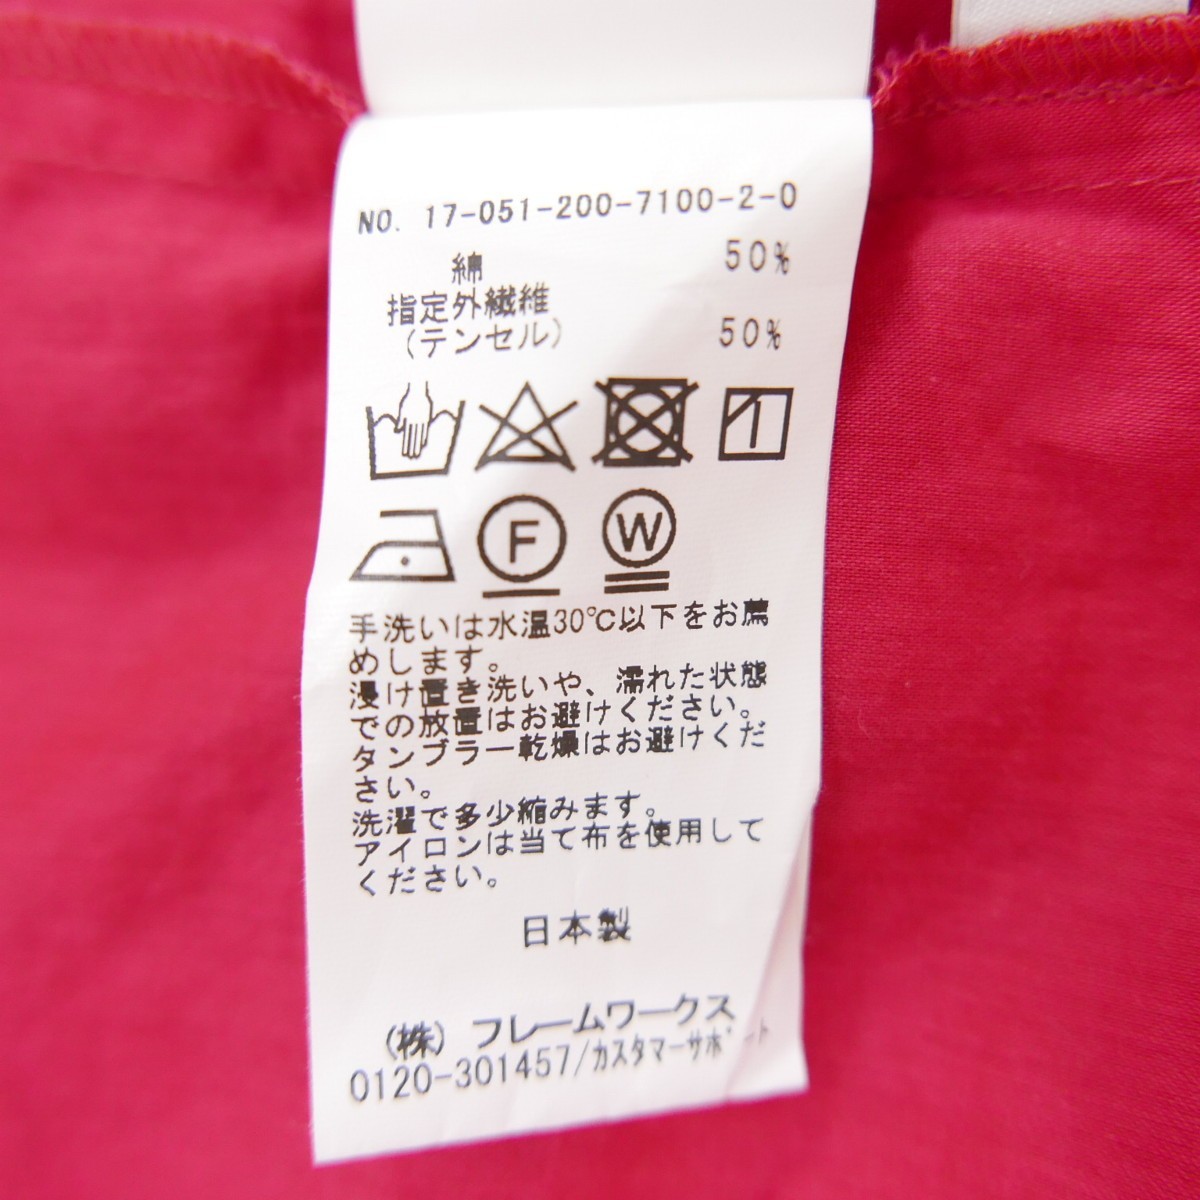 NO. 17-051-200-7100-2-0
綿 50%
指定外繊維
(テンセル) 50%
F W
手洗いは水温30℃以下をお薦
めします。
浸け置き洗いや、濡れた状態
での放置はお避けください。
タンブラー乾燥はお避けくだ
さい。
洗濯で多少縮みます。
アイロンは当て布を使用して
ください。
日本製
(株) フレームワークス
0120-301457/カスタマーサポート